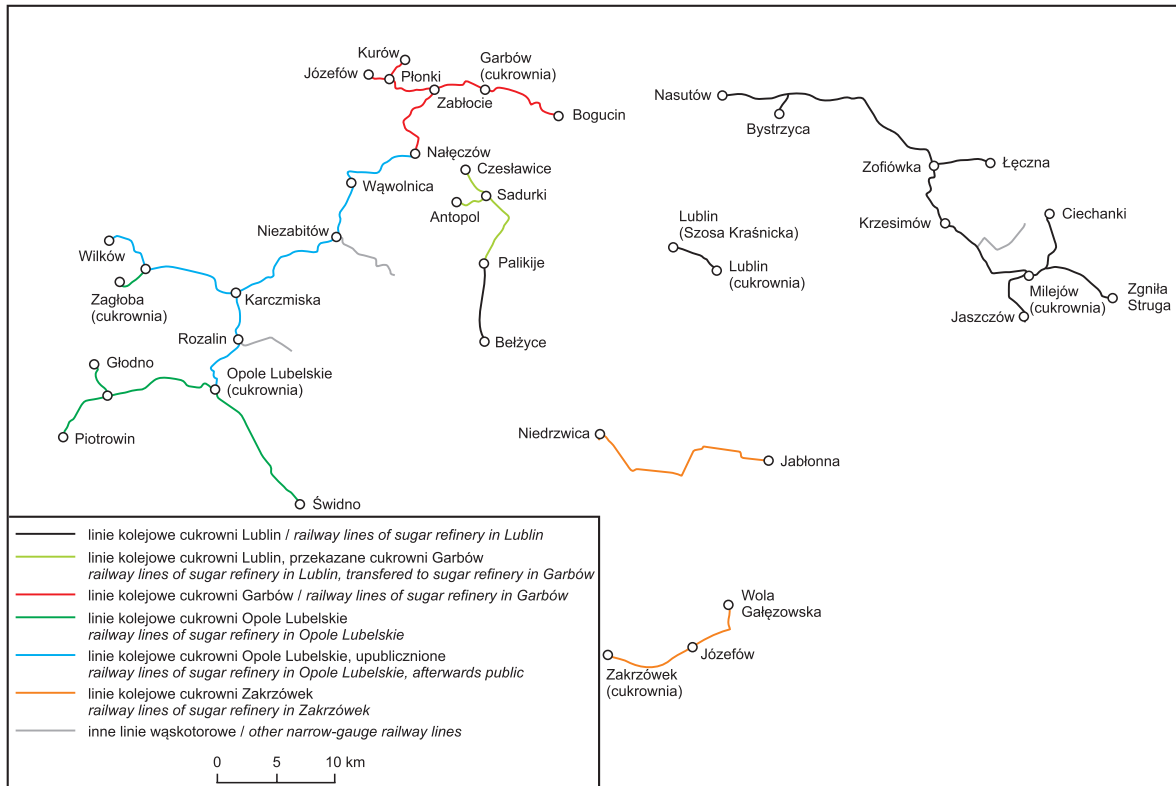 Kurów
Józefów
Płonki
Garbów
(cukrownia)
Zabłocie
Bogucin
Nałęczów
Wąwolnica
Czesławice
Sadurki
Antopol
Niezabitów
Wilków
Zagłoba
(cukrownia)
Karczmiska
Palikije
Rozalin
Bełżyce
Głodno
Opole Lubelskie
(cukrownia)
Piotrowin
Świdno
Nasutów
Bystrzyca
Zofiówka
Łęczna
Krzesimów
Ciechanki
Lublin
(Szosa Kraśnicka)
Lublin
(cukrownia)
Milejów
(cukrownia)
Zgniła
Struga
Jaszczów
Niedrzwica
Jabłonna
Wola
Gałęzowska
Józefów
Zakrzówek
(cukrownia)
linie kolejowe cukrowni Lublin / railway lines of sugar refinery in Lublin
linie kolejowe cukrowni Lublin, przekazane cukrowni Garbów
railway lines of sugar refinery in Lublin, transfered to sugar refinery in Garbów
linie kolejowe cukrowni Garbów / railway lines of sugar refinery in Garbów
linie kolejowe cukrowni Opole Lubelskie
railway lines of sugar refinery in Opole Lubelskie
linie kolejowe cukrowni Opole Lubelskie, upublicznione
railway lines of sugar refinery in Opole Lubelskie, afterwards public
linie kolejowe cukrowni Zakrzówek
railway lines of sugar refinery in Zakrzówek
inne linie wąskotorowe / other narrow-gauge railway lines
0 5 10 km